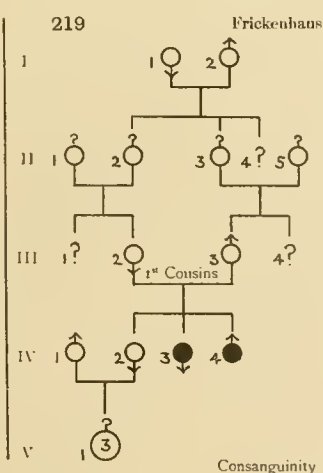 219 Frickenhaus
I 1 2
? ? ? ?
II 1 2 3 4? 5
III 1? 2 3 4?
1st Cousins
IV 1 2 3 4
?
V 1 3
Consanguinity